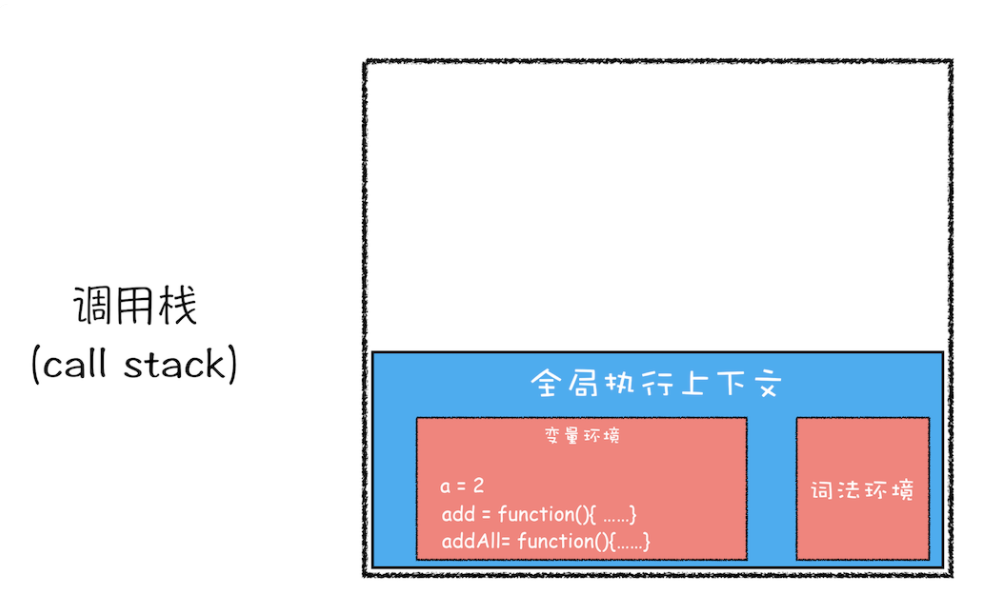 调用栈
(call stack)
全局执行上下文
变量环境
a = 2
add = function(){ ......}
addAll= function(){......}
词法环境